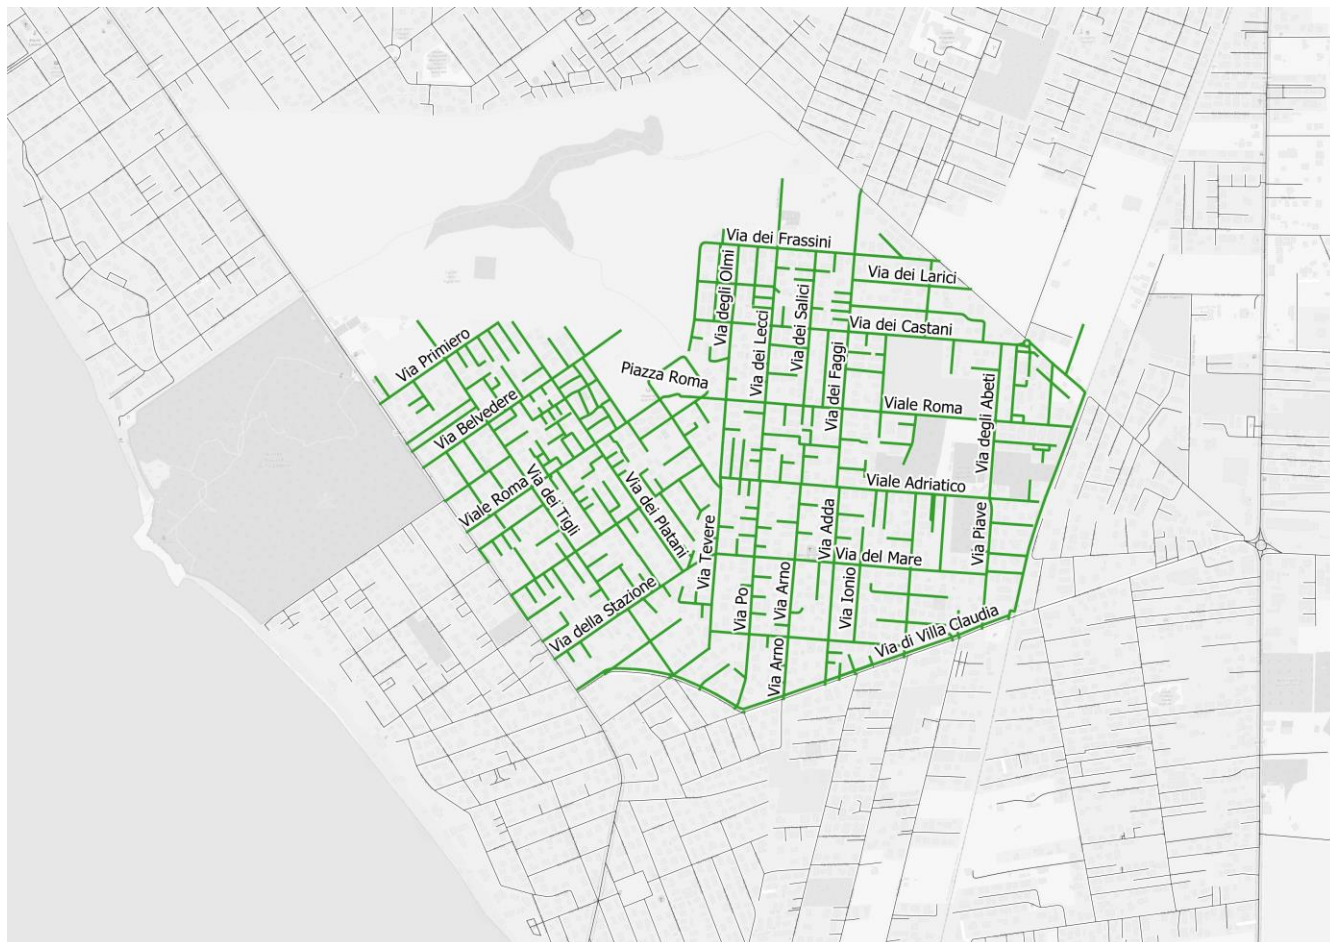 Via dei Frassini
Via degli Olmi
Via dei Larici
Via dei Salici
Via dei Lecci
Via dei Castani
Via Primiero
Via dei Faggi
Piazza Roma
Via Belvedere
Viale Roma
Via degli Abeti
Viale Roma
Via dei Tigli
Via dei Platani
Viale Adriatico
Via Tevere
Via Adda
Via Piave
Via del Mare
Via della Stazione
Via Po
Via Arno
Via Ionio
Via di Villa Claudia
Via Arno